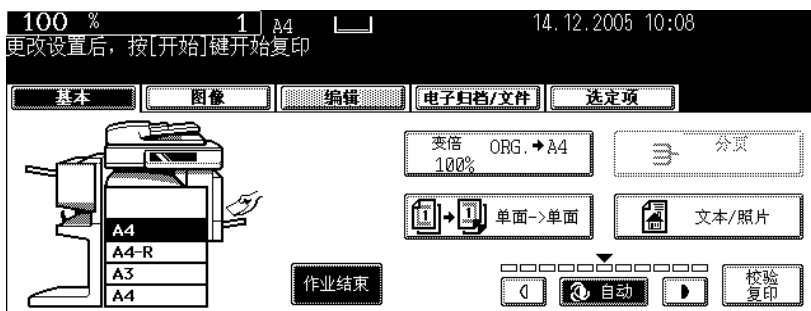 100 % 1 A4 14.12.2005 10:08
更改设置后，按[开始]键开始复印
基本 图像 编辑 电子归档/文件 选定项
变倍 ORG.➔A4
100%
分页
1➔1 单面->单面
文本/照片
A4
A4-R
A3
A4
作业结束
自动
校验
复印